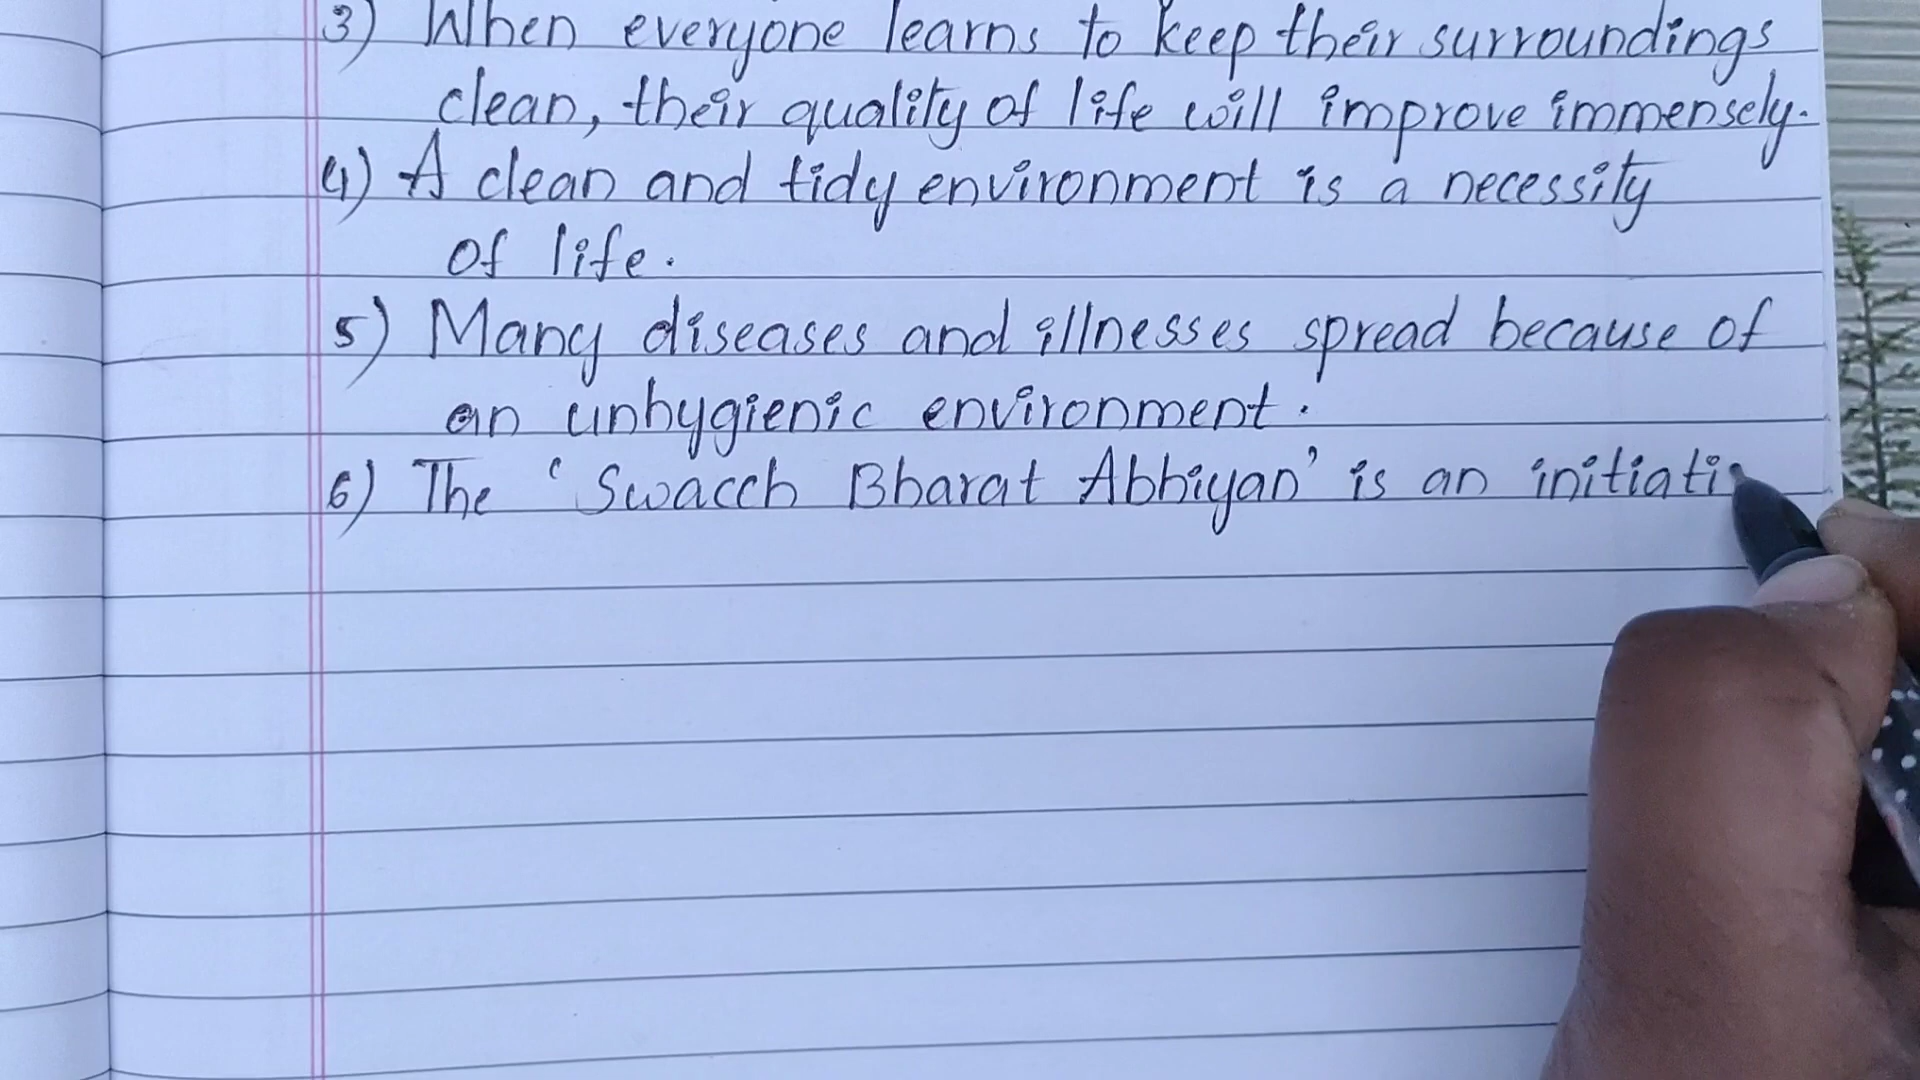 3) When everyone learns to keep their surroundings
clean, their quality of life will improve immensely.
4) A clean and tidy environment is a necessity
of life.
5) Many diseases and illnesses spread because of
an unhygienic environment.
6) The 'Swacch Bharat Abhiyan' is an initiati